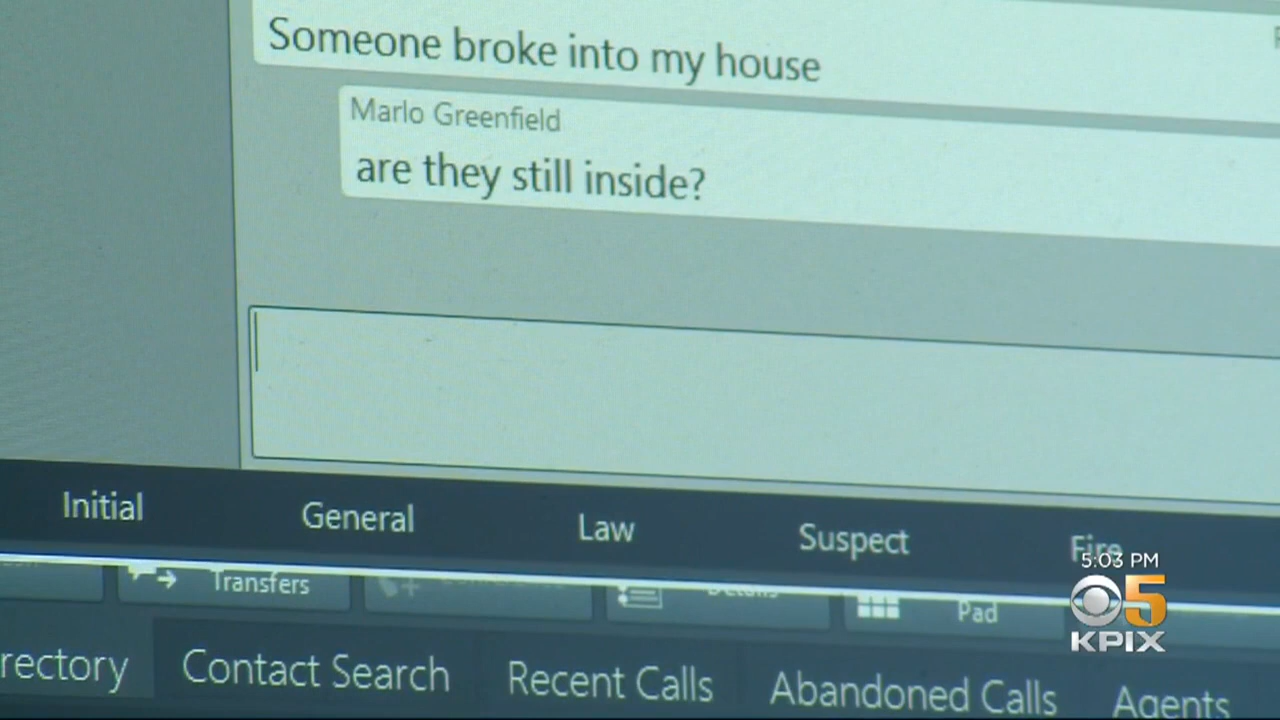 Someone broke into my house
Marlo Greenfield
are they still inside?
Initial General Law Suspect Fire
Transfers Details Pad
rectory Contact Search Recent Calls Abandoned Calls Agents
5:03 PM
5
KPIX